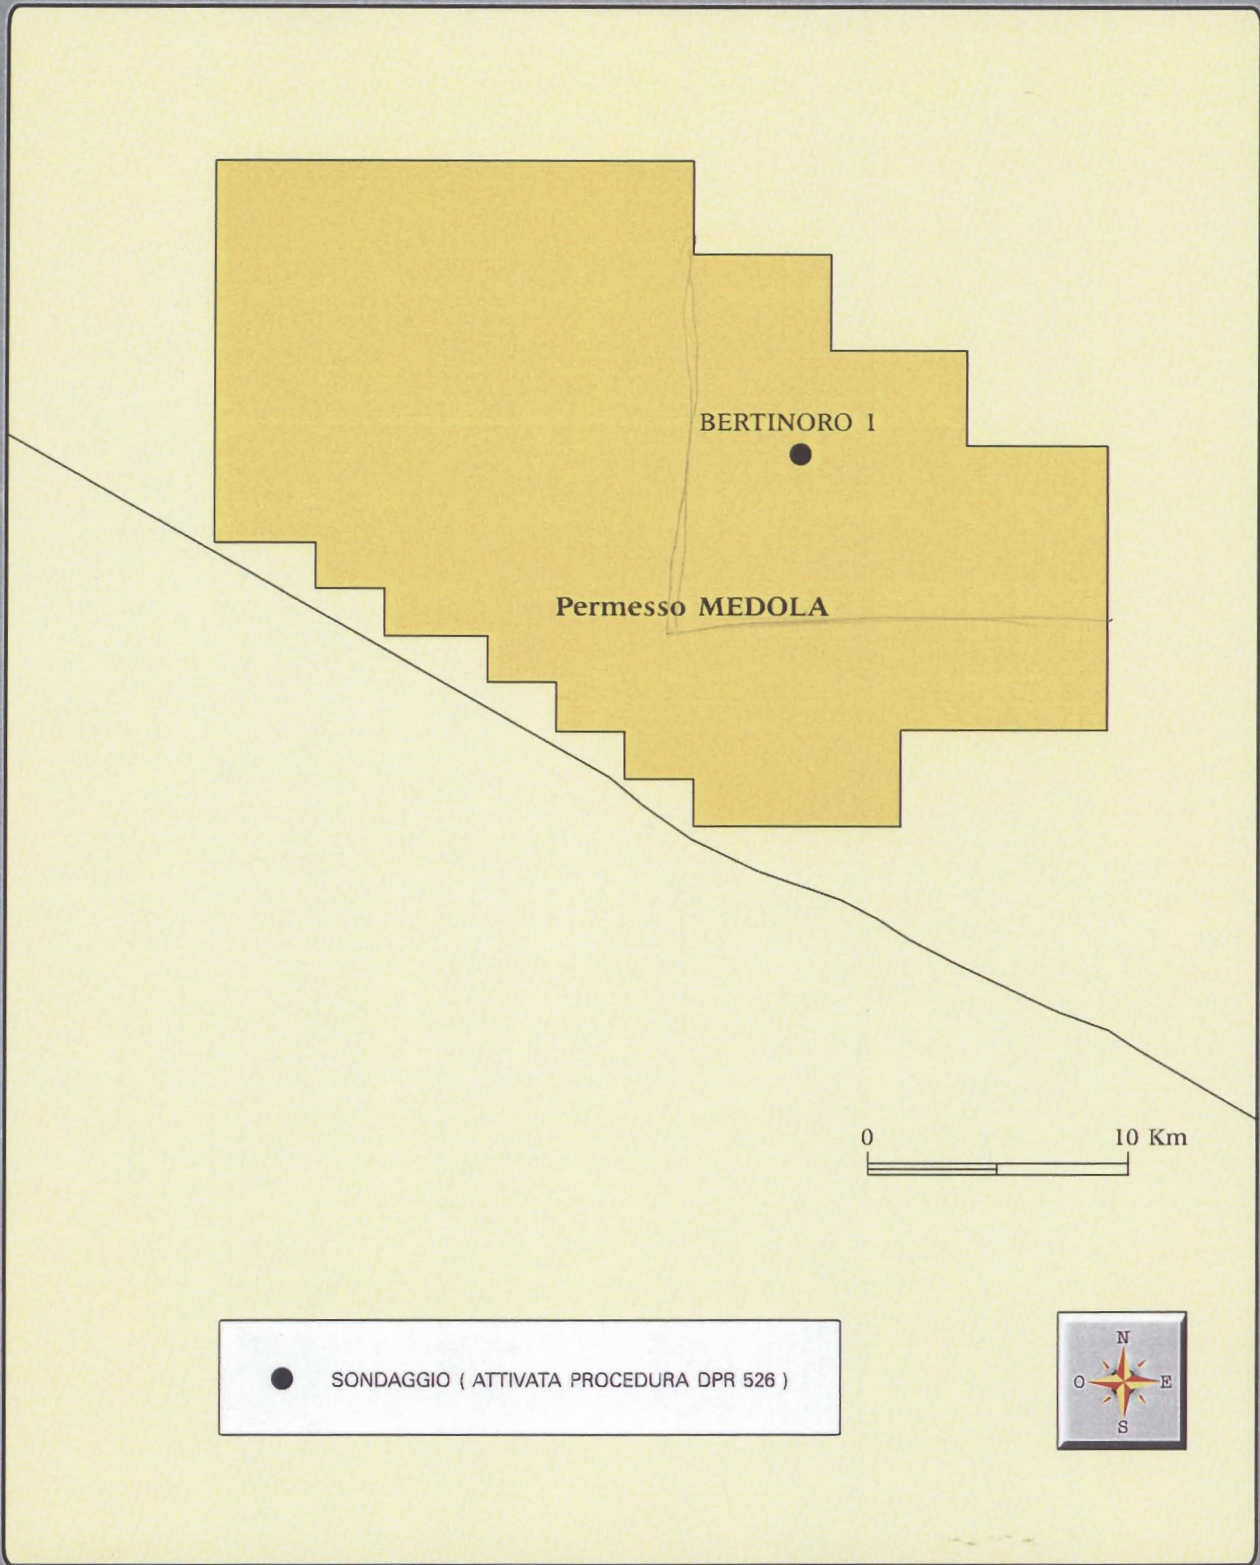 BERTINORO 1
Permesso MEDOLA
0 10 Km
SONDAGGIO ( ATTIVATA PROCEDURA DPR 526 )
N
O E
S